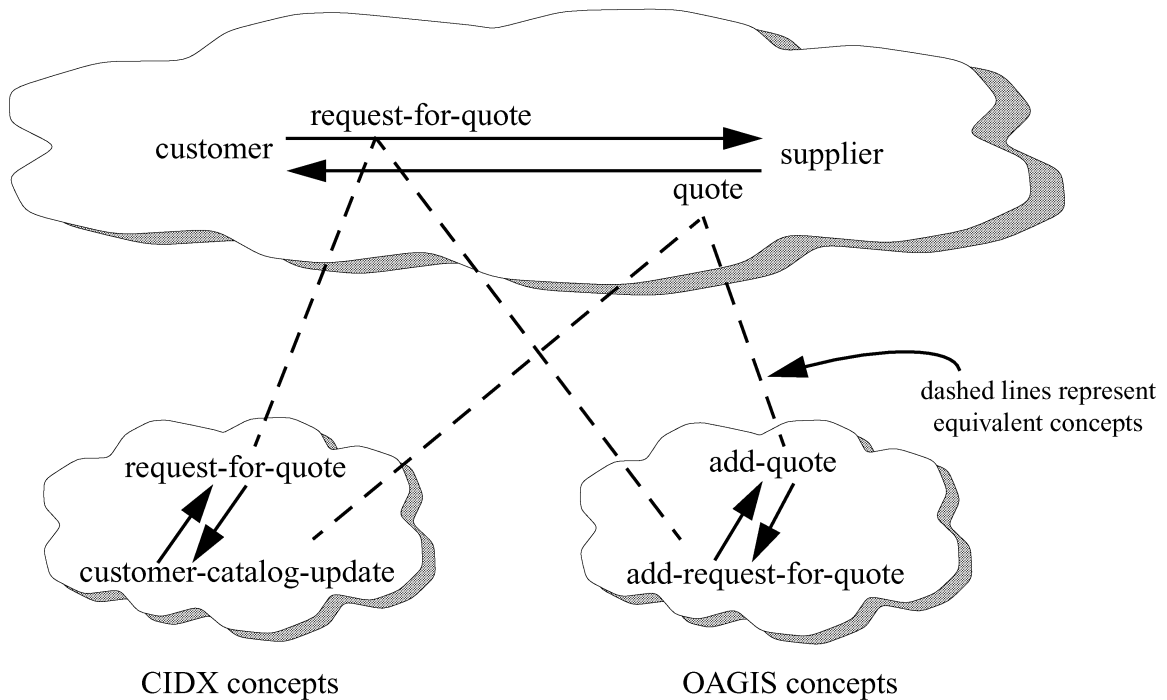 request-for-quote
customer
supplier
quote
dashed lines represent
equivalent concepts
request-for-quote
customer-catalog-update
add-quote
add-request-for-quote
CIDX concepts
OAGIS concepts